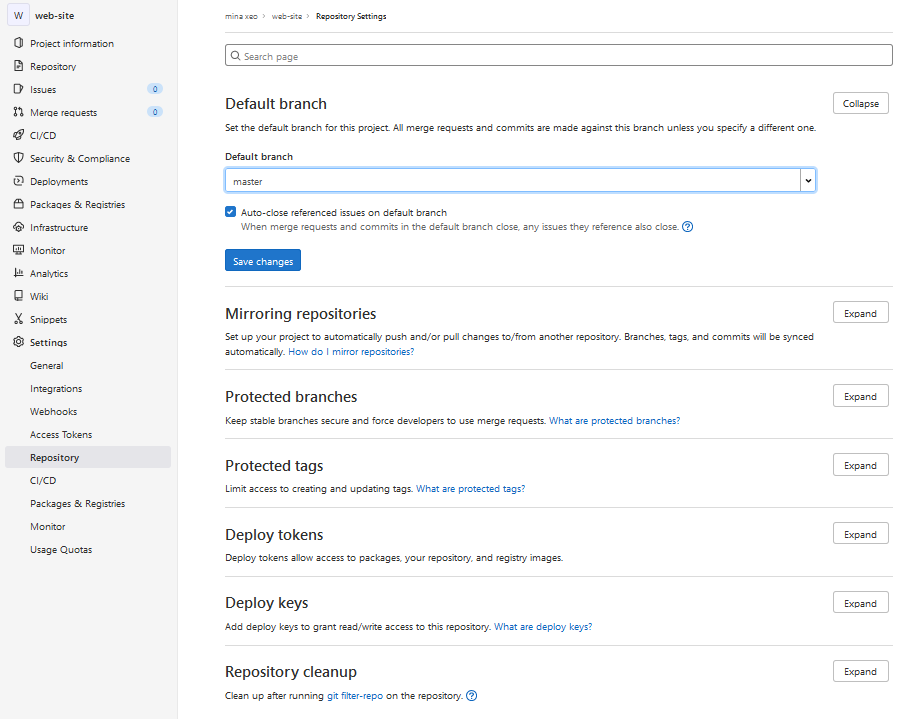 W web-site
Project information
Repository
Issues 0
Merge requests 0
CI/CD
Security & Compliance
Deployments
Packages & Registries
Infrastructure
Monitor
Analytics
Wiki
Snippets
Settings
General
Integrations
Webhooks
Access Tokens
Repository
CI/CD
Packages & Registries
Monitor
Usage Quotas
mina xeo › web-site › Repository Settings
Search page
Default branch
Collapse
Set the default branch for this project. All merge requests and commits are made against this branch unless you specify a different one.
Default branch
master
Auto-close referenced issues on default branch
When merge requests and commits in the default branch close, any issues they reference also close.
Save changes
Mirroring repositories
Expand
Set up your project to automatically push and/or pull changes to/from another repository. Branches, tags, and commits will be synced
automatically. How do I mirror repositories?
Protected branches
Expand
Keep stable branches secure and force developers to use merge requests. What are protected branches?
Protected tags
Expand
Limit access to creating and updating tags. What are protected tags?
Deploy tokens
Expand
Deploy tokens allow access to packages, your repository, and registry images.
Deploy keys
Expand
Add deploy keys to grant read/write access to this repository. What are deploy keys?
Repository cleanup
Expand
Clean up after running git filter-repo on the repository.